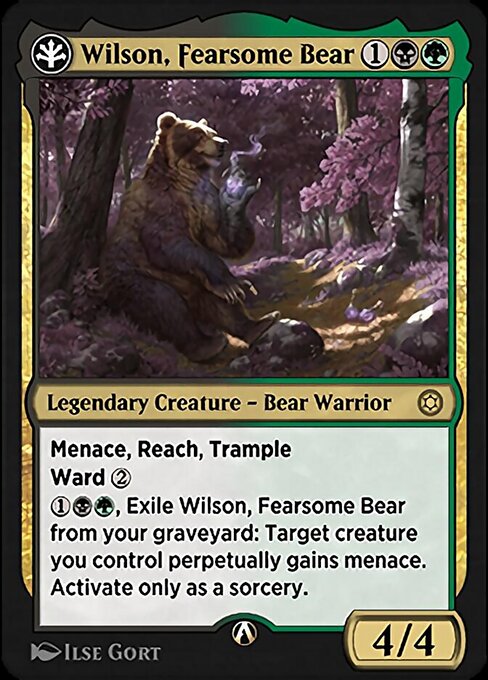 Wilson, Fearsome Bear 1
Legendary Creature – Bear Warrior
Menace, Reach, Trample
Ward 2
1, Exile Wilson, Fearsome Bear
from your graveyard: Target creature
you control perpetually gains menace.
Activate only as a sorcery.
4/4
Ilse Gort